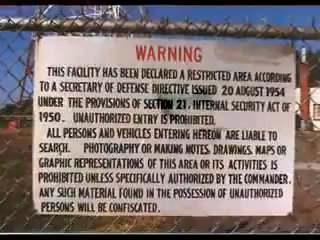 WARNING
THIS FACILITY HAS BEEN DECLARED A RESTRICTED AREA ACCORDING
TO A SECRETARY OF DEFENSE DIRECTIVE ISSUED 20 AUGUST 1954
UNDER THE PROVISIONS OF SECTION 21, INTERNAL SECURITY ACT OF
1950. UNAUTHORIZED ENTRY IS PROHIBITED.
ALL PERSONS AND VEHICLES ENTERING HEREON ARE LIABLE TO
SEARCH. PHOTOGRAPHY OR MAKING NOTES, DRAWINGS, MAPS OR
GRAPHIC REPRESENTATIONS OF THIS AREA OR ITS ACTIVITIES IS
PROHIBITED UNLESS SPECIFICALLY AUTHORIZED BY THE COMMANDER.
ANY SUCH MATERIAL FOUND IN THE POSSESSION OF UNAUTHORIZED
PERSONS WILL BE CONFISCATED.